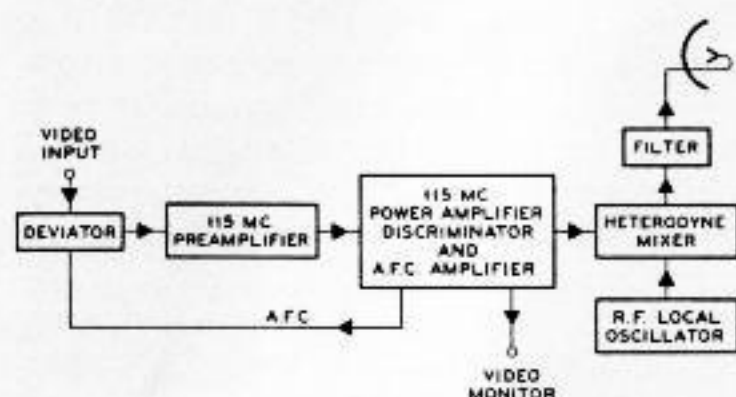 VIDEO
INPUT
DEVIATOR
115 MC
PREAMPLIFIER
115 MC
POWER AMPLIFIER
DISCRIMINATOR
AND
A.F.C. AMPLIFIER
FILTER
HETERODYNE
MIXER
R.F. LOCAL
OSCILLATOR
A.F.C
VIDEO
MONITOR